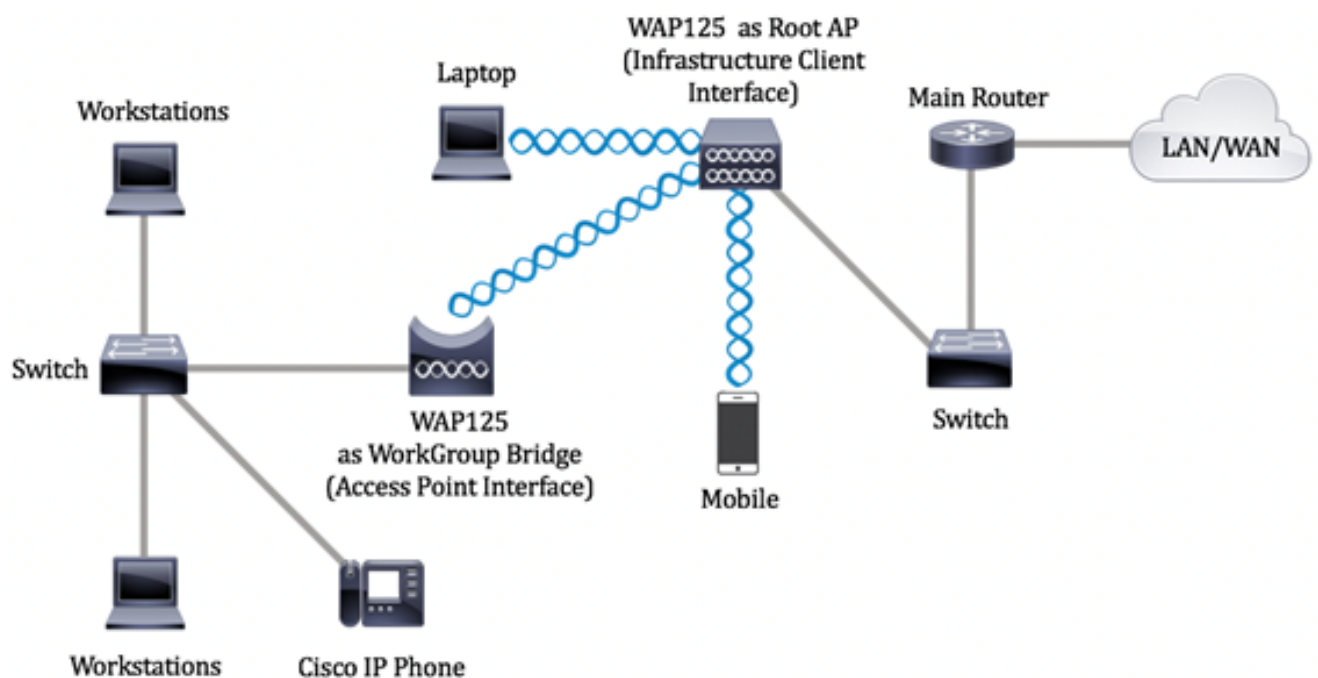 WAP125 as Root AP
(Infrastructure Client
Interface)
Laptop
Main Router
Workstations
LAN/WAN
Switch
WAP125
as WorkGroup Bridge
(Access Point Interface)
Switch
Mobile
Workstations
Cisco IP Phone